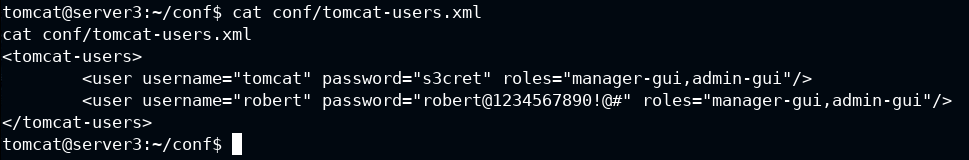 tomcat@server3:~/conf$ cat conf/tomcat-users.xml
cat conf/tomcat-users.xml
<tomcat-users>
        <user username="tomcat" password="s3cret" roles="manager-gui,admin-gui"/>
        <user username="robert" password="robert@1234567890!@#" roles="manager-gui,admin-gui"/>
</tomcat-users>
tomcat@server3:~/conf$